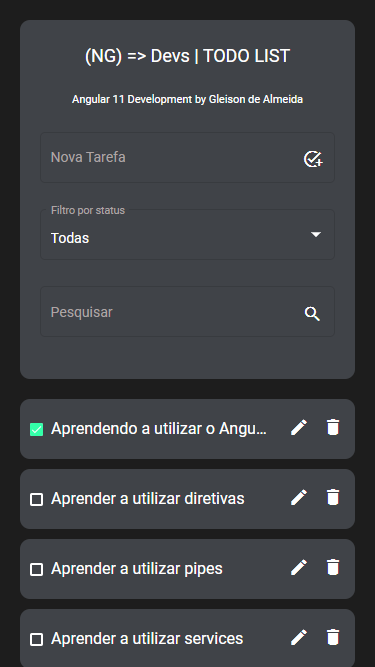 (NG) => Devs | TODO LIST
Angular 11 Development by Gleison de Almeida
Nova Tarefa
Filtro por status
Todas
Pesquisar
Aprendendo a utilizar o Angu...
Aprender a utilizar diretivas
Aprender a utilizar pipes
Aprender a utilizar services